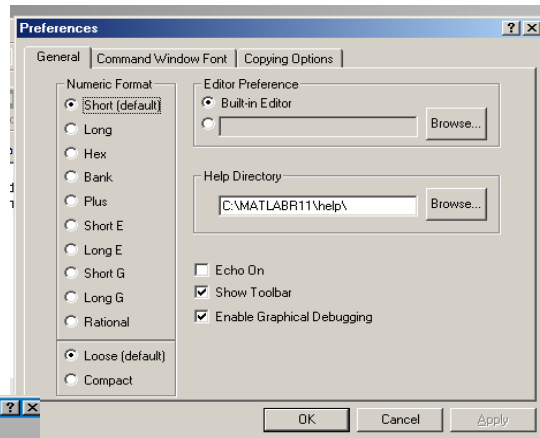 Preferences
General
Command Window Font
Copying Options
Numeric Format
Short (default)
Long
Hex
Bank
Plus
Short E
Long E
Short G
Long G
Rational
Loose (default)
Compact
Editor Preference
Built-in Editor
Browse...
Help Directory
C:\MATLABR11\help\
Browse...
Echo On
Show Toolbar
Enable Graphical Debugging
OK
Cancel
Apply